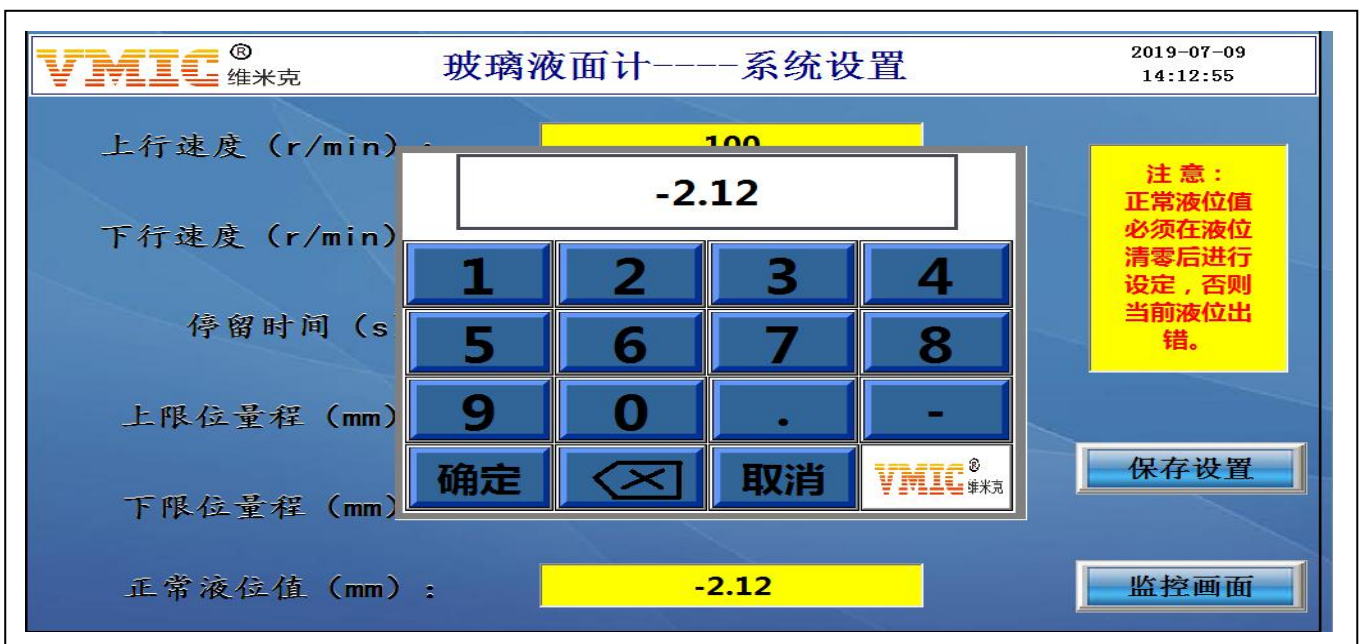 VMIC®维米克
玻璃液面计----系统设置
2019-07-09
14:12:55
上行速度（r/min）：
100
下行速度（r/min）
停留时间（s）
上限位量程（mm）
下限位量程（mm）
正常液位值（mm）：
-2.12
-2.12
1 2 3 4
5 6 7 8
9 0 . -
确定 取消 VMIC®维米克
注意：
正常液位值
必须在液位
清零后进行
设定，否则
当前液位出
错。
保存设置
监控画面